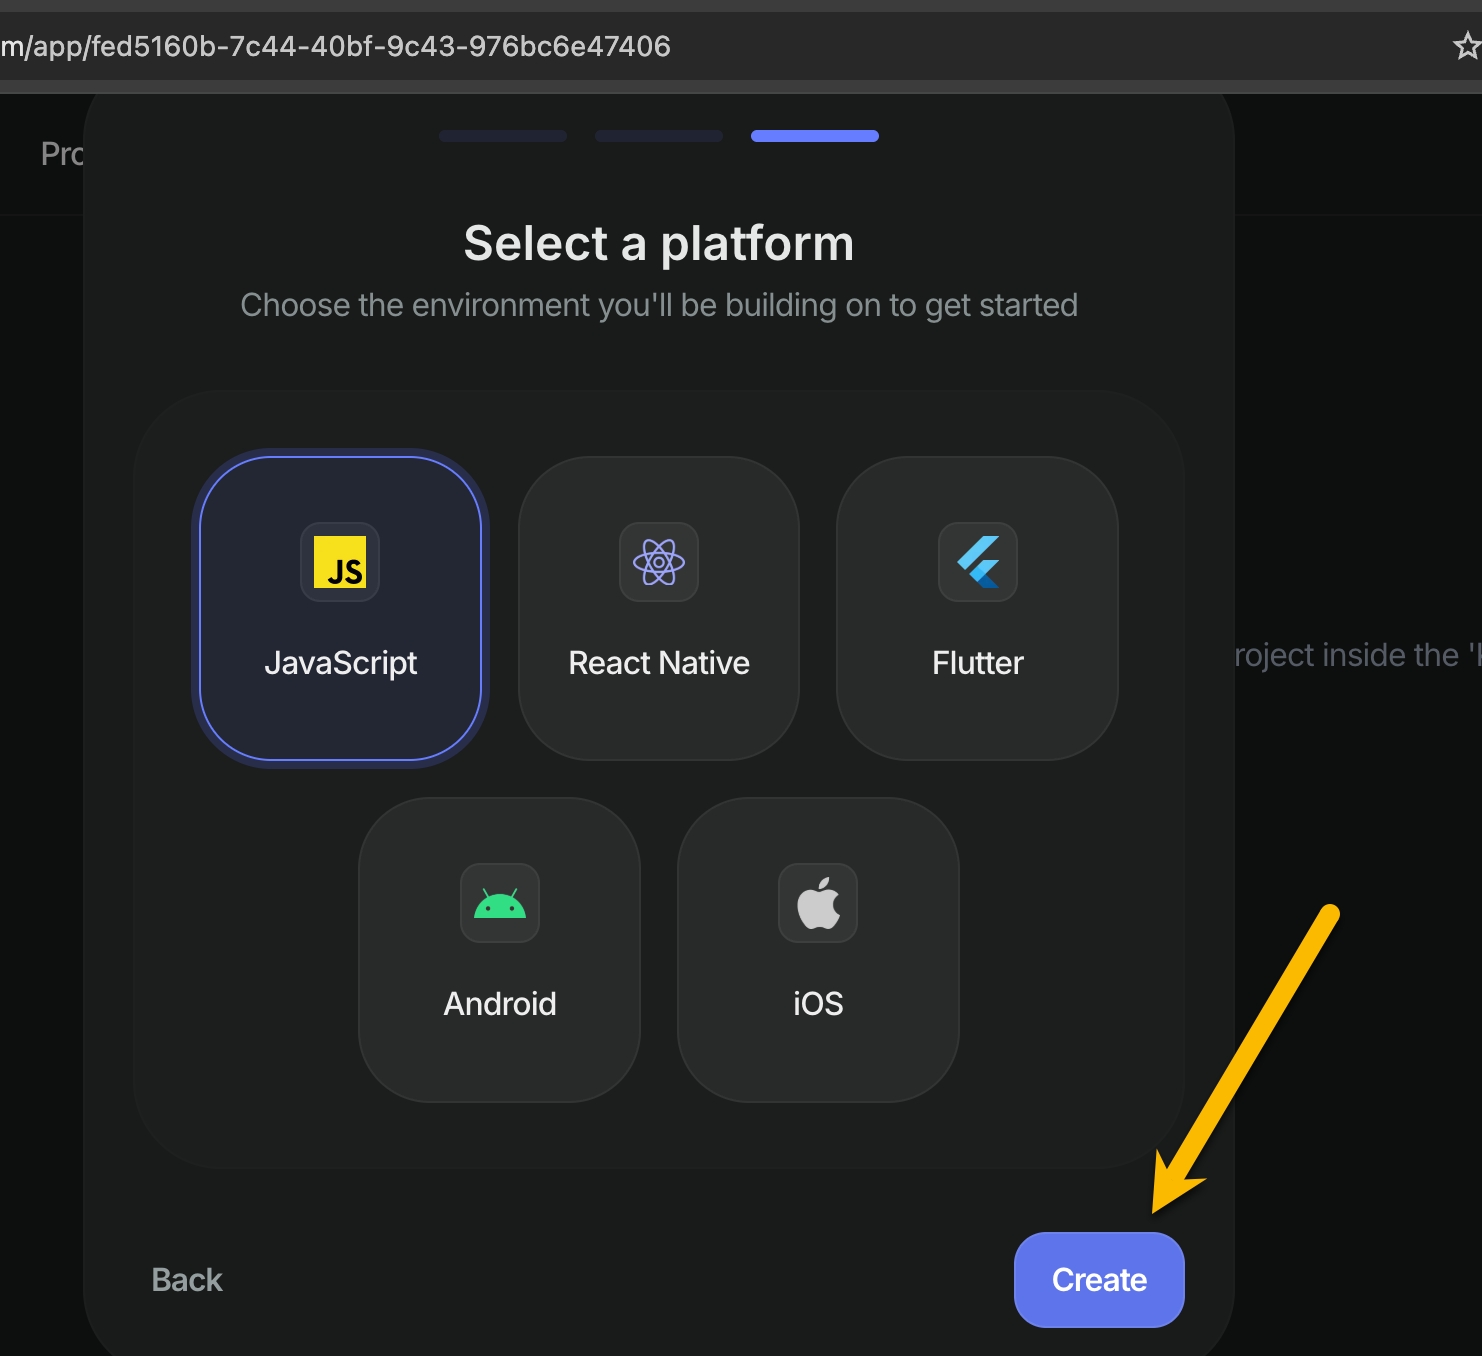 m/app/fed5160b-7c44-40bf-9c43-976bc6e47406
Pro
Select a platform
Choose the environment you'll be building on to get started
JS
JavaScript
React Native
Flutter
roject inside the '
Android
iOS
Back
Create